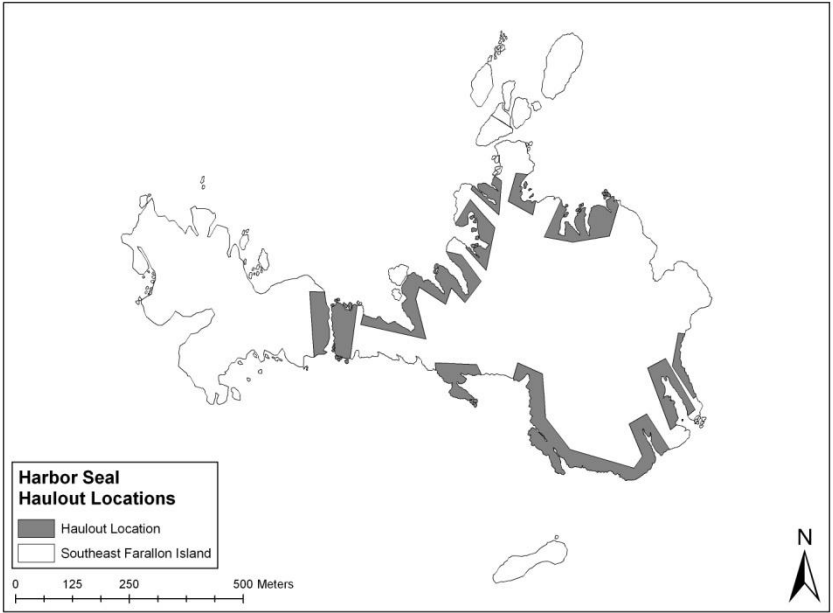 N
Harbor Seal
Haulout Locations
Haulout Location
Southeast Farallon Island
0 125 250 500 Meters